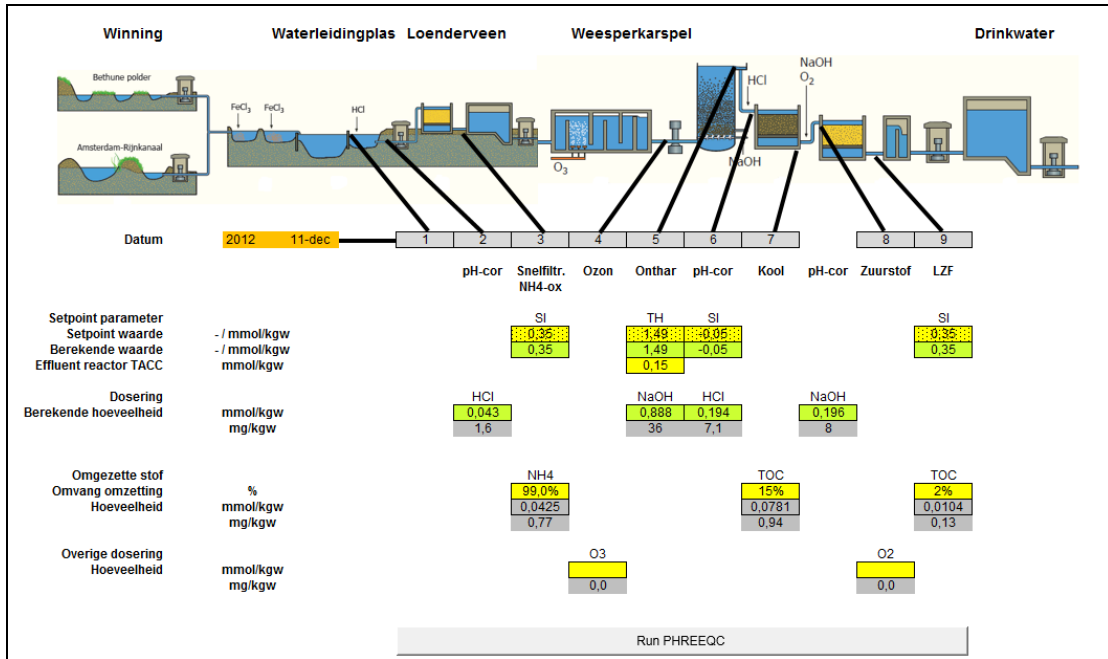 Winning Waterleidingplas Loenderveen Weesperkarspel Drinkwater
Bethune polder
NaOH
O2
HCl
FeCl3 FeCl3 HCl
Amsterdam-Rijnkanaal
NaOH
O3
Datum 2012 11-dec 1 2 3 4 5 6 7 8 9
pH-cor Snelfiltr. Ozon Onthar pH-cor Kool pH-cor Zuurstof LZF
NH4-ox
Setpoint parameter SI TH SI SI
Setpoint waarde - / mmol/kgw 0,35 1,49 -0,05 0,35
Berekende waarde - / mmol/kgw 0,35 1,49 -0,05 0,35
Effluent reactor TACC mmol/kgw 0,15
Dosering HCl NaOH HCl NaOH
Berekende hoeveelheid mmol/kgw 0,043 0,888 0,194 0,196
mg/kgw 1,6 36 7,1 8
Omgezette stof NH4 TOC TOC
Omvang omzetting % 99,0% 15% 2%
Hoeveelheid mmol/kgw 0,0425 0,0781 0,0104
mg/kgw 0,77 0,94 0,13
Overige dosering O3 O2
Hoeveelheid mmol/kgw
mg/kgw 0,0 0,0
Run PHREEQC